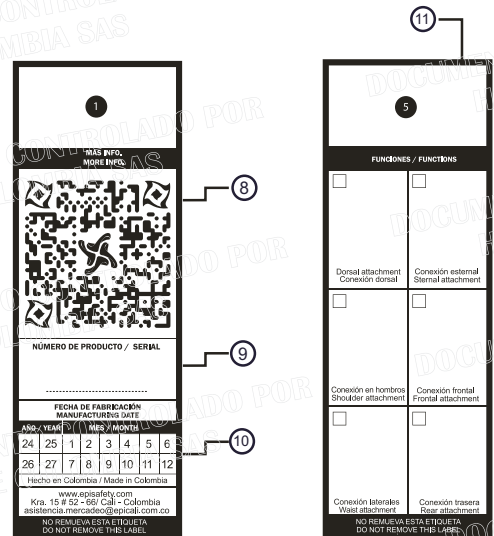 11
1
MÁS INFO.
MORE INFO.
8
NÚMERO DE PRODUCTO / SERIAL
9
FECHA DE FABRICACIÓN
MANUFACTURING DATE
AÑO / YEAR MES / MONTH
24 25 1 2 3 4 5 6
26 27 7 8 9 10 11 12
10
Hecho en Colombia / Made in Colombia
www.episafety.com
Kra. 15 # 52 - 66/ Cali - Colombia
asistencia.mercadeo@epicali.com.co
NO REMUEVA ESTA ETIQUETA
DO NOT REMOVE THIS LABEL
5
FUNCIONES / FUNCTIONS
Dorsal attachment
Conexión dorsal
Conexión esternal
Sternal attachment
Conexión en hombros
Shoulder attachment
Conexión frontal
Frontal attachment
Conexión laterales
Waist attachment
Conexión trasera
Rear attachment
NO REMUEVA ESTA ETIQUETA
DO NOT REMOVE THIS LABEL
CONTROLADO POR